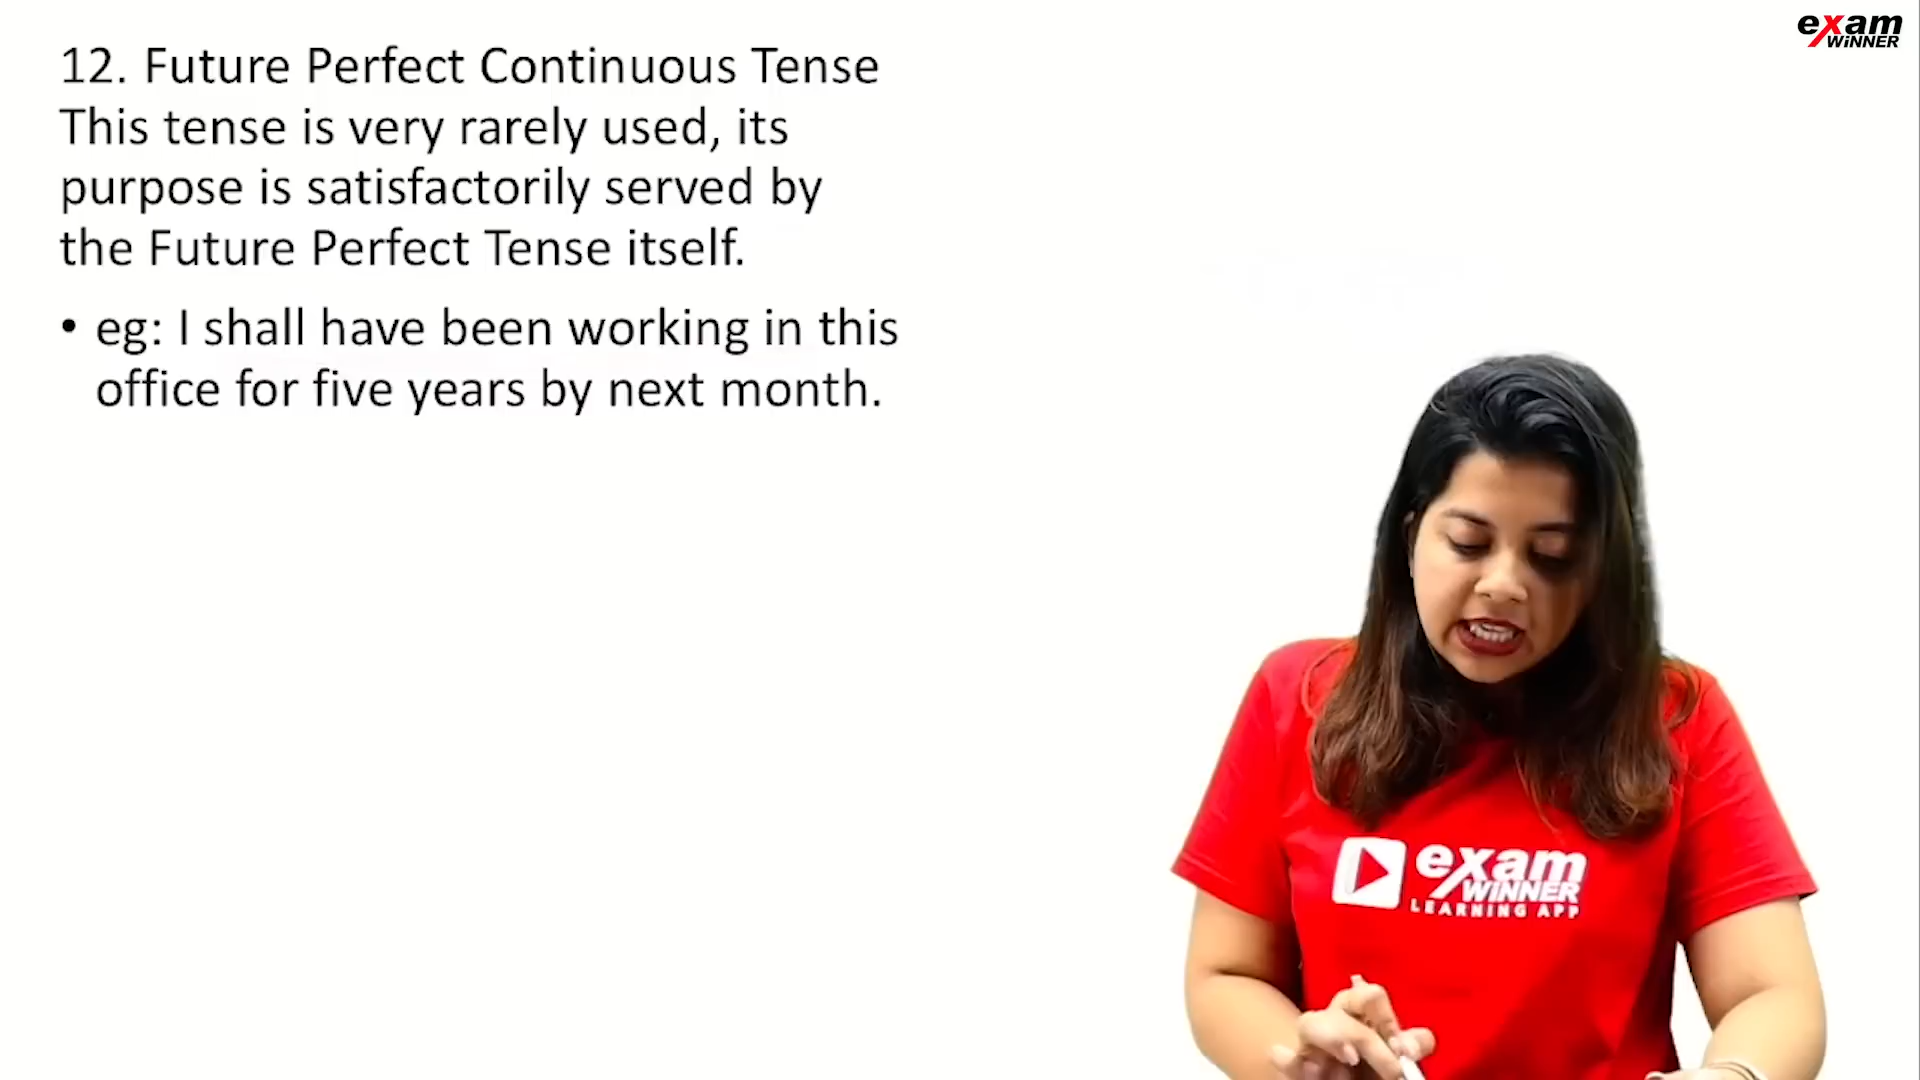 exam
WiNNER
12. Future Perfect Continuous Tense
This tense is very rarely used, its
purpose is satisfactorily served by
the Future Perfect Tense itself.
• eg: I shall have been working in this
office for five years by next month.
exam
WiNNER
LEARNING APP